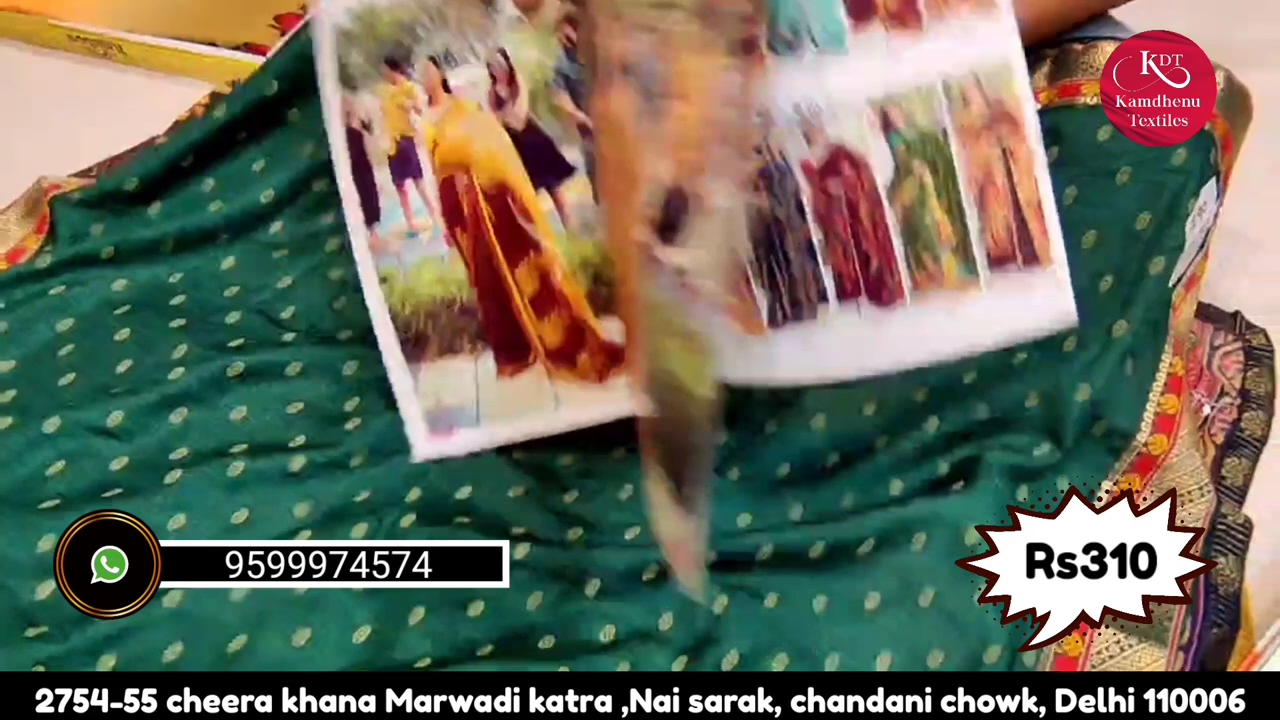 KDT
Kamdhenu
Textiles
9599974574
Rs310
2754-55 cheera khana Marwadi katra ,Nai sarak, chandani chowk, Delhi 110006